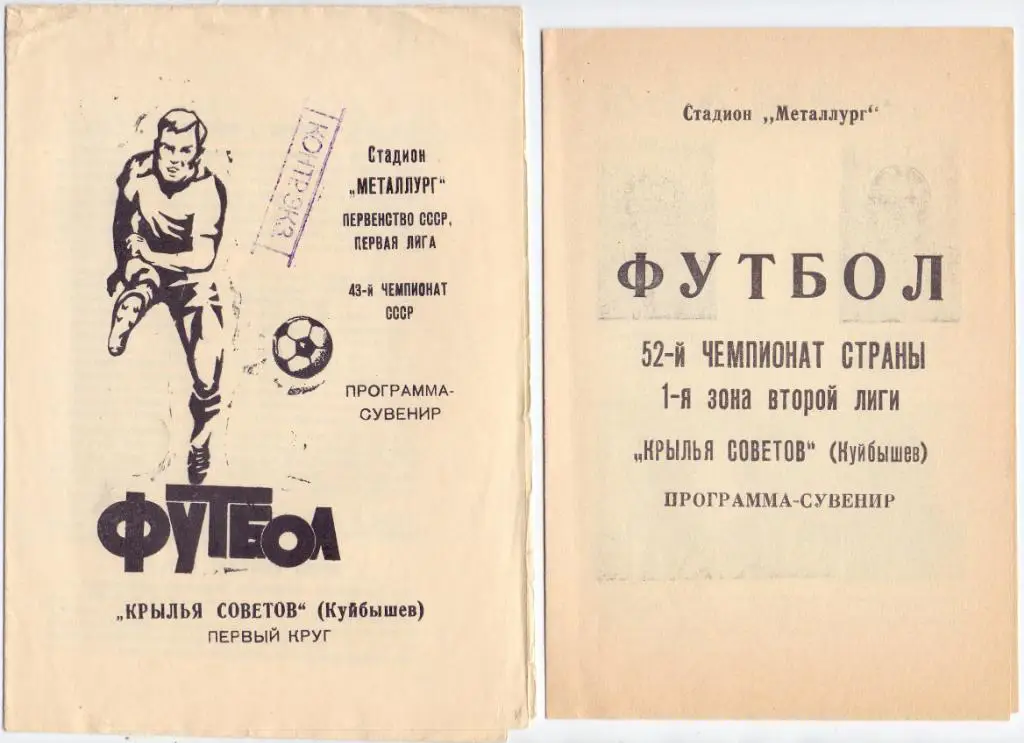 КОНТР.ЭКЗ
Стадион
„МЕТАЛЛУРГ“
ПЕРВЕНСТВО СССР,
ПЕРВАЯ ЛИГА
43-й ЧЕМПИОНАТ
СССР
ПРОГРАММА-
СУВЕНИР
ФУТБОЛ
„КРЫЛЬЯ СОВЕТОВ“ (Куйбышев)
ПЕРВЫЙ КРУГ
Стадион „Металлург“
ФУТБОЛ
52-й ЧЕМПИОНАТ СТРАНЫ
1-я ЗОНА ВТОРОЙ ЛИГИ
„КРЫЛЬЯ СОВЕТОВ“ (Куйбышев)
ПРОГРАММА-СУВЕНИР